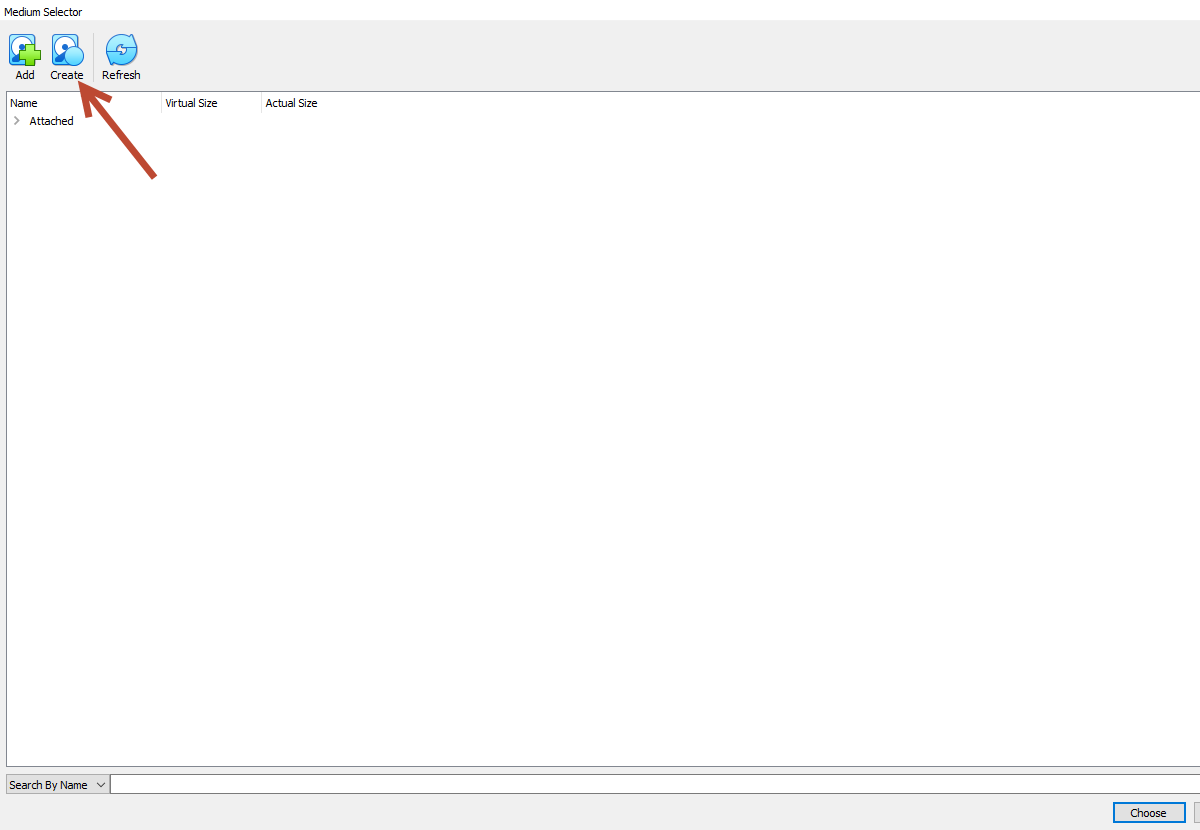 Medium Selector
Add Create Refresh
Name Virtual Size Actual Size
Attached
Search By Name
Choose